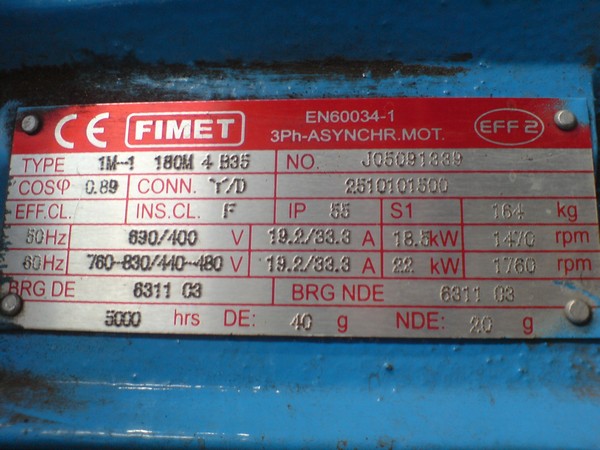 CE FIMET EN60034-1 3Ph-ASYNCHR.MOT. EFF2
TYPE 1M-1 180M 4 B35 NO. J05091339
COSφ 0.89 CONN. Y/D 2510101500
EFF.CL. INS.CL. F IP 55 S1 164 kg
50Hz 690/400 V 19.2/33.3 A 18.5kW 1470 rpm
60Hz 760-830/440-480 V 19.2/33.3 A 22 kW 1760 rpm
BRG DE 6311 C3 BRG NDE 6311 C3
5000 hrs DE: 40 g NDE: 20 g